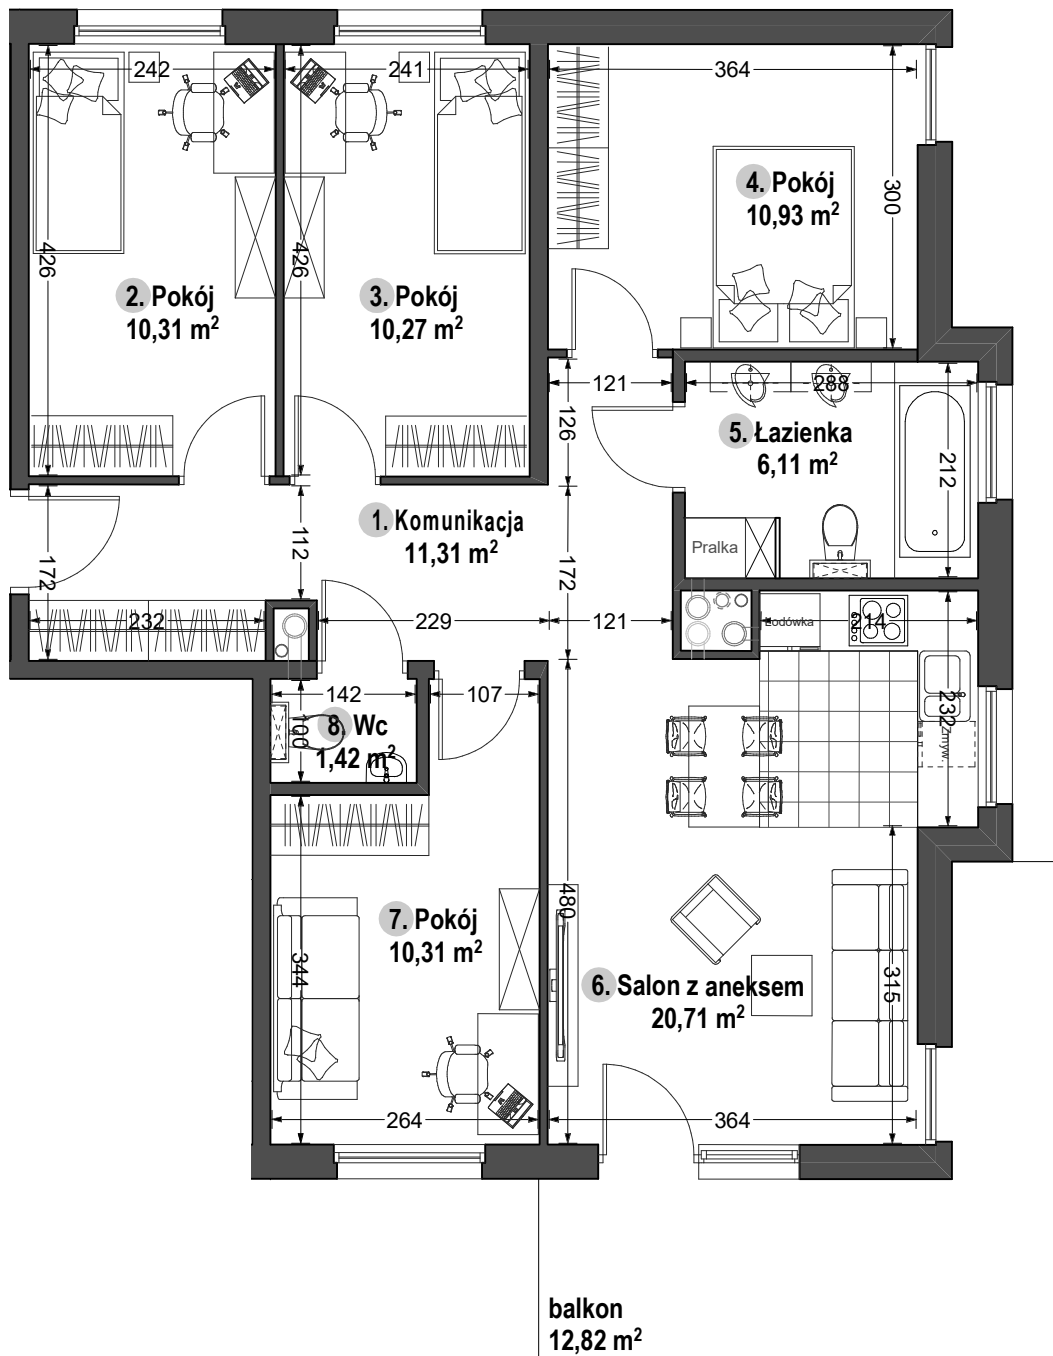 242
241
364
4. Pokój
10,93 m²
300
426
426
2. Pokój
10,31 m²
3. Pokój
10,27 m²
121
288
126
5. Łazienka
6,11 m²
212
1. Komunikacja
11,31 m²
112
172
172
Pralka
232
229
121
Lodówka
214
142
107
100
8. Wc
1,42 m²
232
Zmyw.
480
7. Pokój
10,31 m²
344
6. Salon z aneksem
20,71 m²
315
264
364
balkon
12,82 m²